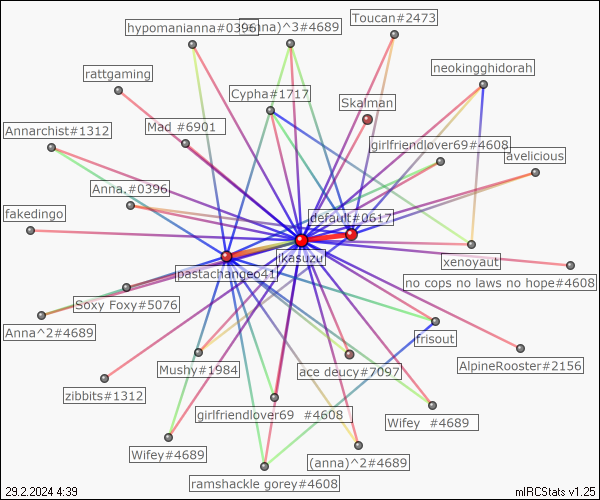 Toucan#2473
hypomanianna#0396
nna)^3#4689
neokingghidorah
rattgaming
Cypha#1717
Skalman
Annarchist#1312
Mad #6901
girlfriendlover69#4608
avelicious
Anna,#0396
fakedingo
default#0617
ikasuzu
xenoyaut
pastachangeo41
no cops no laws no hope#4608
Soxy Foxy#5076
Anna^2#4689
frisout
Mushy#1984
ace deucy#7097
AlpineRooster#2156
zibbits#1312
girlfriendlover69 #4608
Wifey #4689
Wifey#4689
(anna)^2#4689
ramshackle gorey#4608
29.2.2024 4:39
mIRCStats v1.25